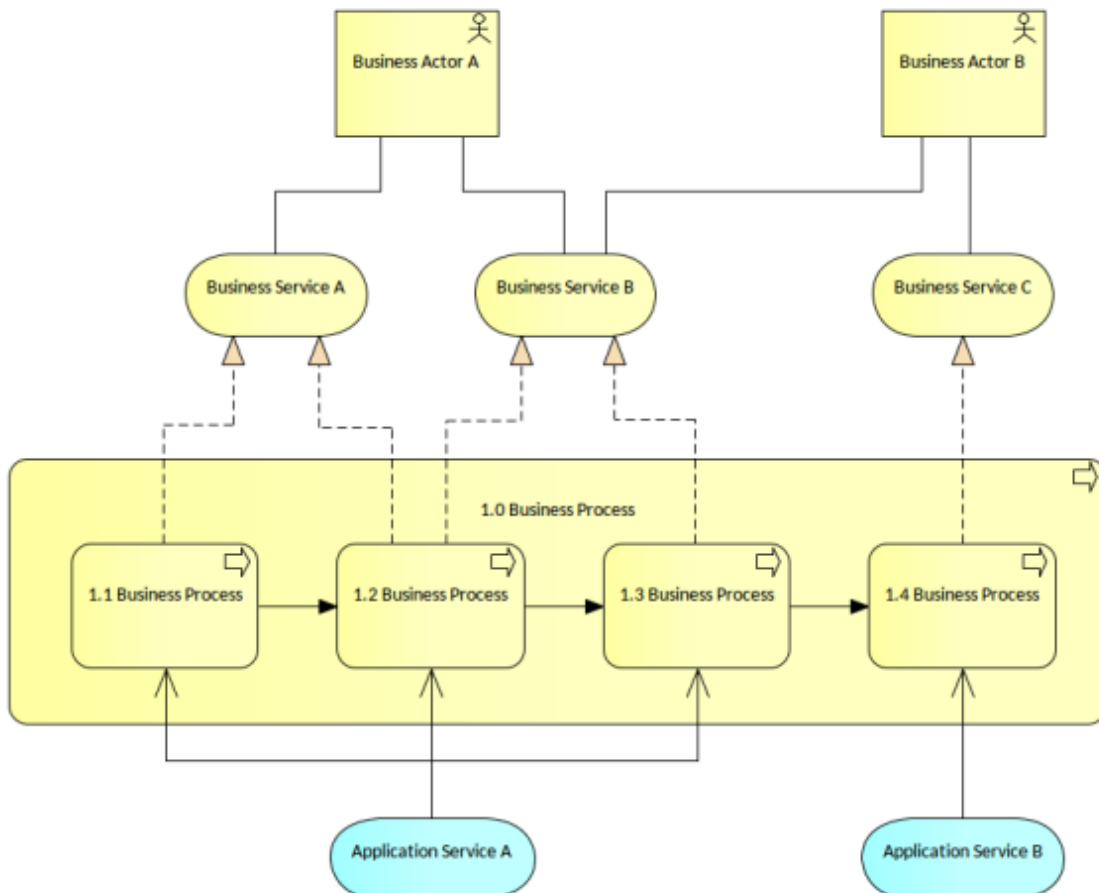 Business Actor A
Business Actor B
Business Service A
Business Service B
Business Service C
1.0 Business Process
1.1 Business Process
1.2 Business Process
1.3 Business Process
1.4 Business Process
Application Service A
Application Service B